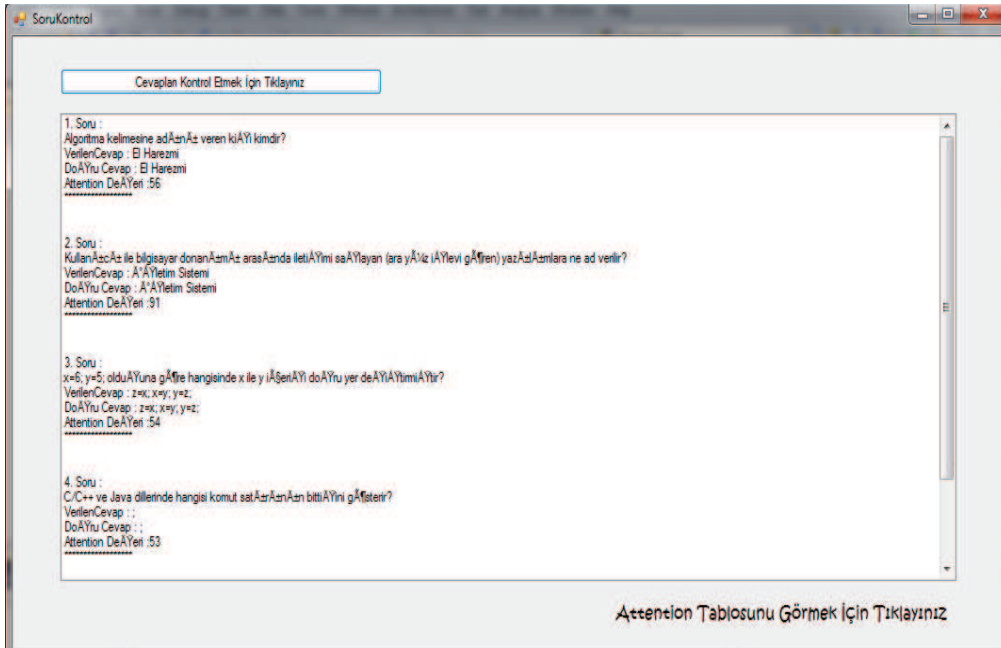 SoruKontrol
Cevapları Kontrol Etmek İçin Tıklayınız
1. Soru :
Algoritma kelimesine adÄ±nÄ± veren kiÅŸi kimdir?
VerilenCevap : El Harezmi
DoÄŸru Cevap : El Harezmi
Attention DeÄŸeri :56
******************
2. Soru :
KullanÄ±cÄ± ile bilgisayar donanÄ±mÄ± arasÄ±nda iletiÅŸimi saÄŸlayan (ara yÃ¼z iÅŸlevi gÃ¶ren) yazÄ±lÄ±mlara ne ad verilir?
VerilenCevap : Ä°ÅŸletim Sistemi
DoÄŸru Cevap : Ä°ÅŸletim Sistemi
Attention DeÄŸeri :91
******************
3. Soru :
x=6; y=5; olduÄŸuna gÃ¶re hangisinde x ile y iÃ§eriÄŸi doÄŸru yer deÄŸiÅŸtirmiÅŸtir?
VerilenCevap : z=x; x=y; y=z;
DoÄŸru Cevap : z=x; x=y; y=z;
Attention DeÄŸeri :54
******************
4. Soru :
C/C++ ve Java dillerinde hangisi komut satÄ±rÄ±nÄ±n bittiÄŸini gÃ¶sterir?
VerilenCevap : ;
DoÄŸru Cevap : ;
Attention DeÄŸeri :53
******************
Attention Tablosunu Görmek İçin Tıklayınız